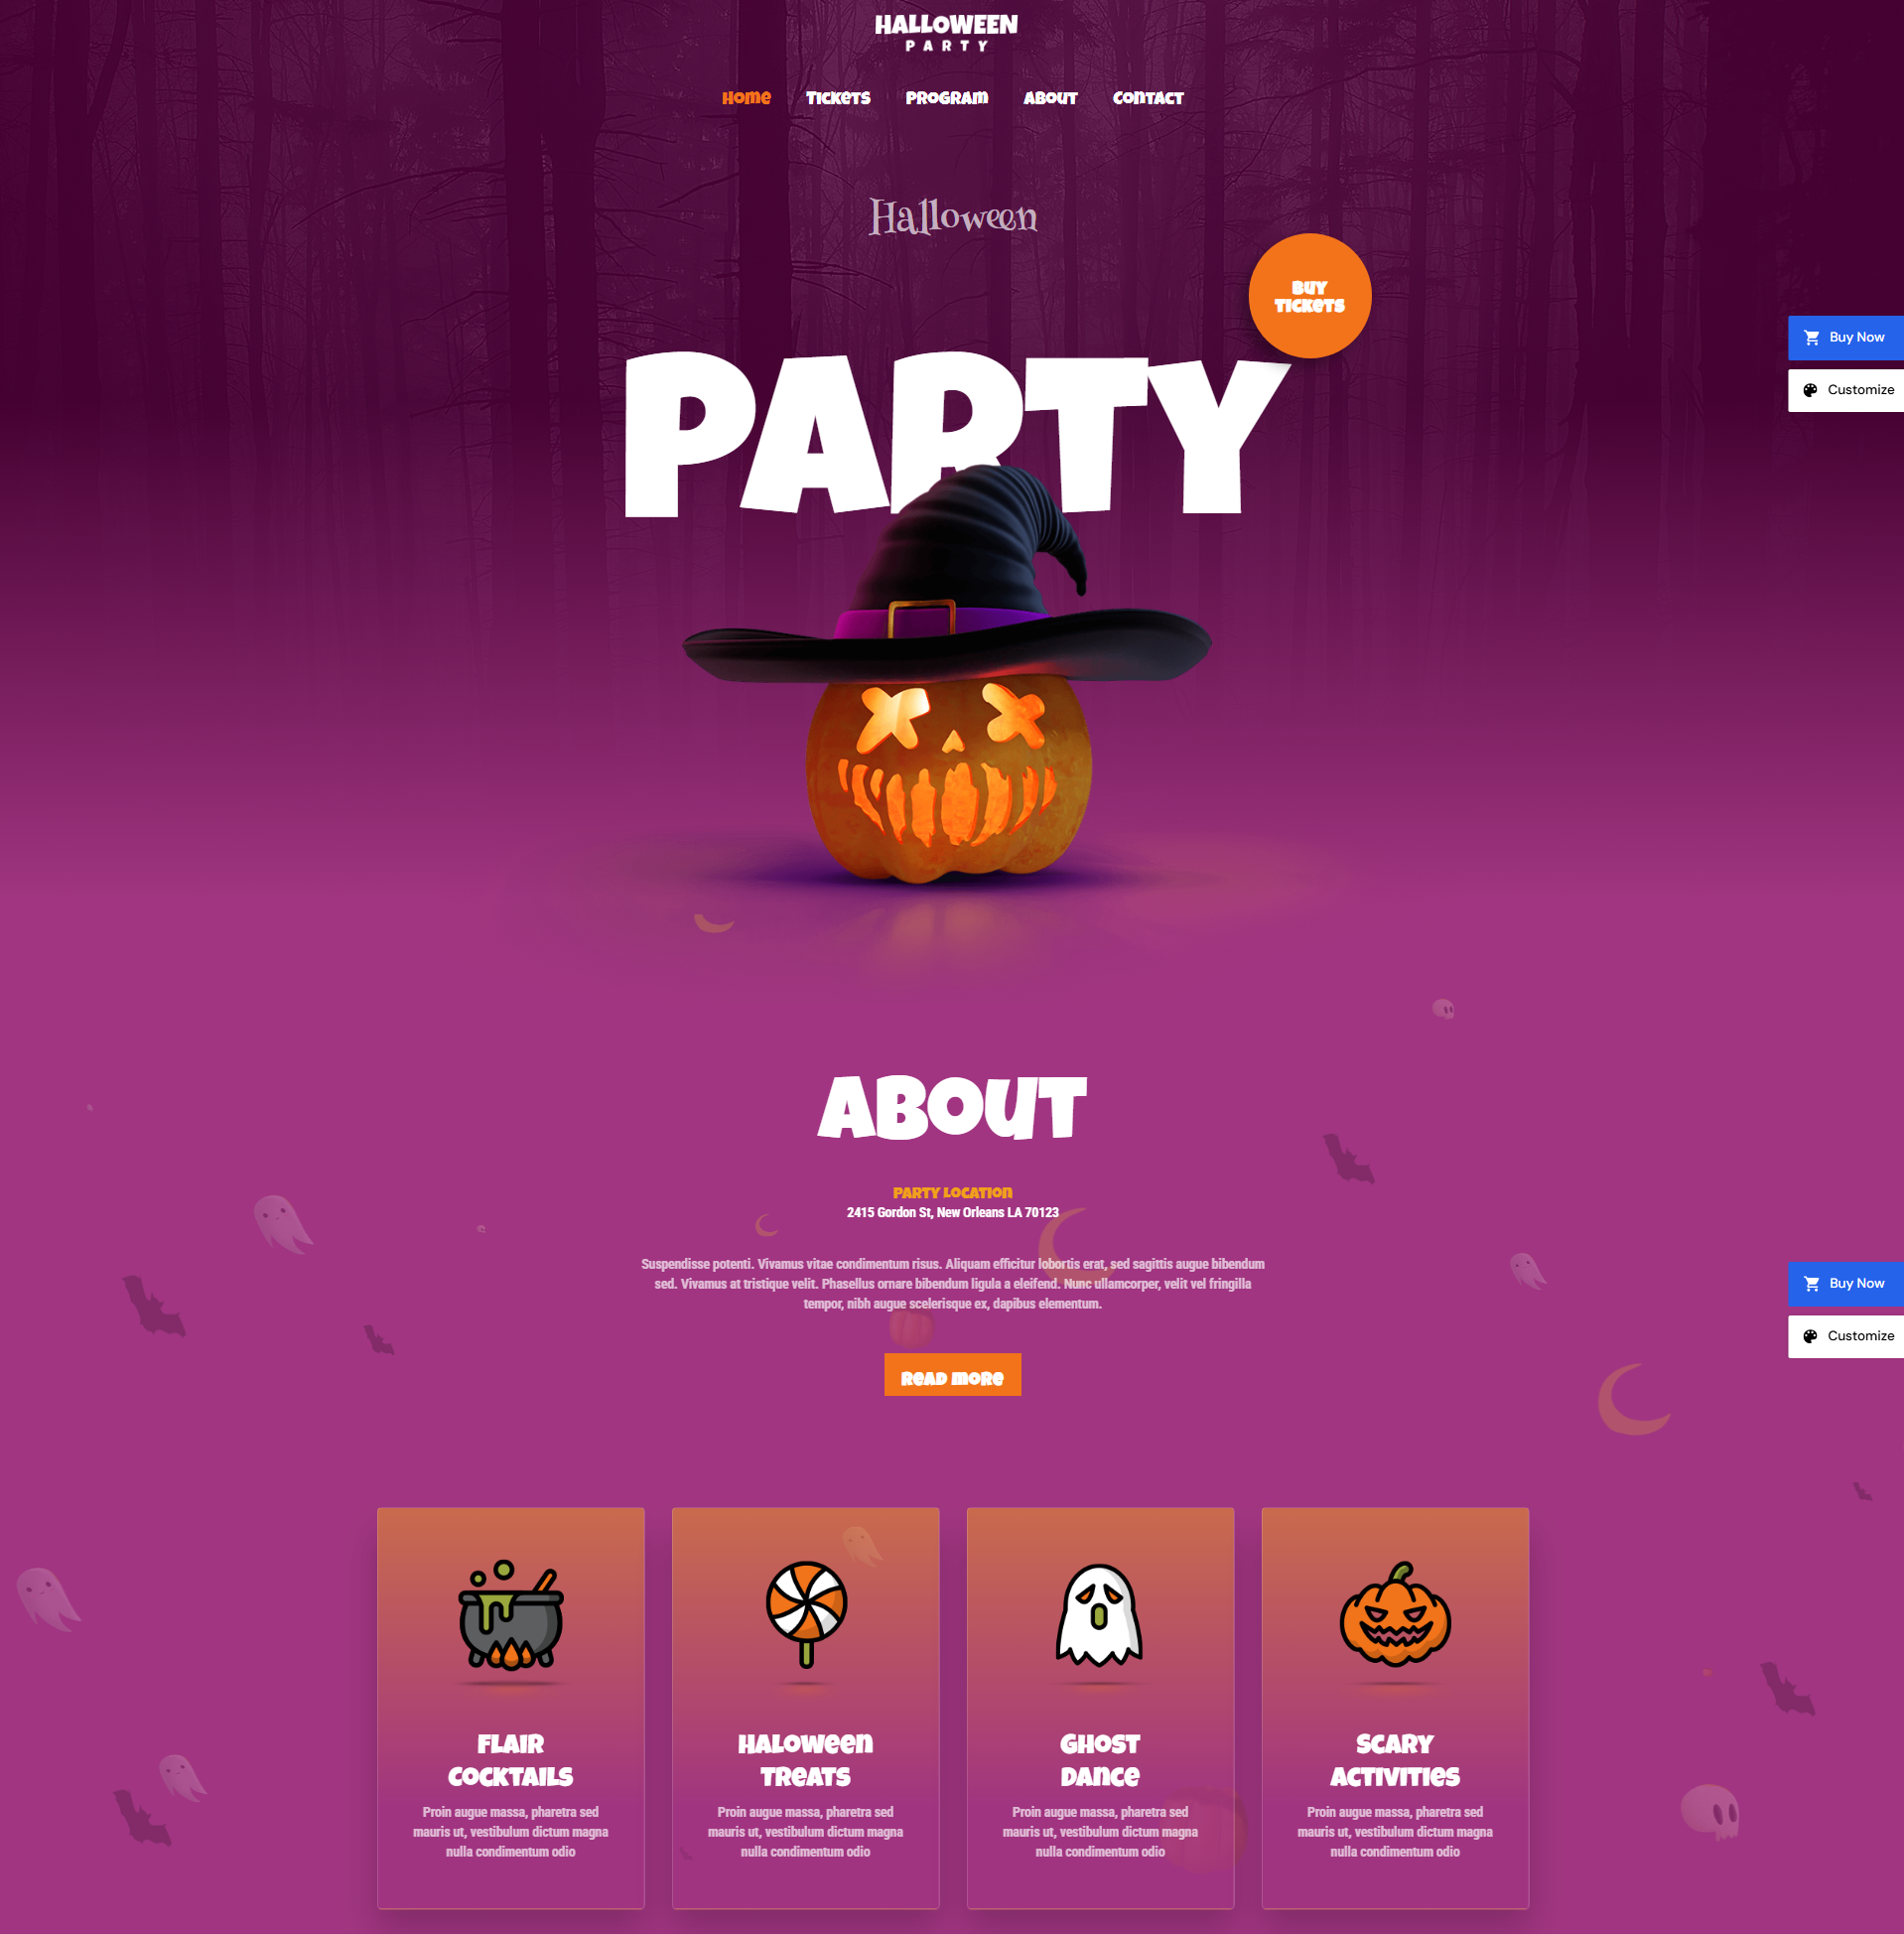 HALLOWEEN
PARTY
Home TICKETS PROGRAM ABOUT CONTACT
Halloween
BUY
TICKETS
Buy Now
Customize
PARTY
ABOUT
PARTY LOCATION
2415 Gordon St, New Orleans LA 70123
Suspendisse potenti. Vivamus vitae condimentum risus. Aliquam efficitur lobortis erat, sed sagittis augue bibendum
sed. Vivamus at tristique velit. Phasellus ornare bibendum ligula a eleifend. Nunc ullamcorper, velit vel fringilla
tempor, nibh augue scelerisque ex, dapibus elementum.
Buy Now
Customize
READ MORE
FLAIR
COCKTAILS
Proin augue massa, pharetra sed
mauris ut, vestibulum dictum magna
nulla condimentum odio
HALOWEEN
TREATS
Proin augue massa, pharetra sed
mauris ut, vestibulum dictum magna
nulla condimentum odio
GHOST
DANCE
Proin augue massa, pharetra sed
mauris ut, vestibulum dictum magna
nulla condimentum odio
SCARY
ACTIVITIES
Proin augue massa, pharetra sed
mauris ut, vestibulum dictum magna
nulla condimentum odio